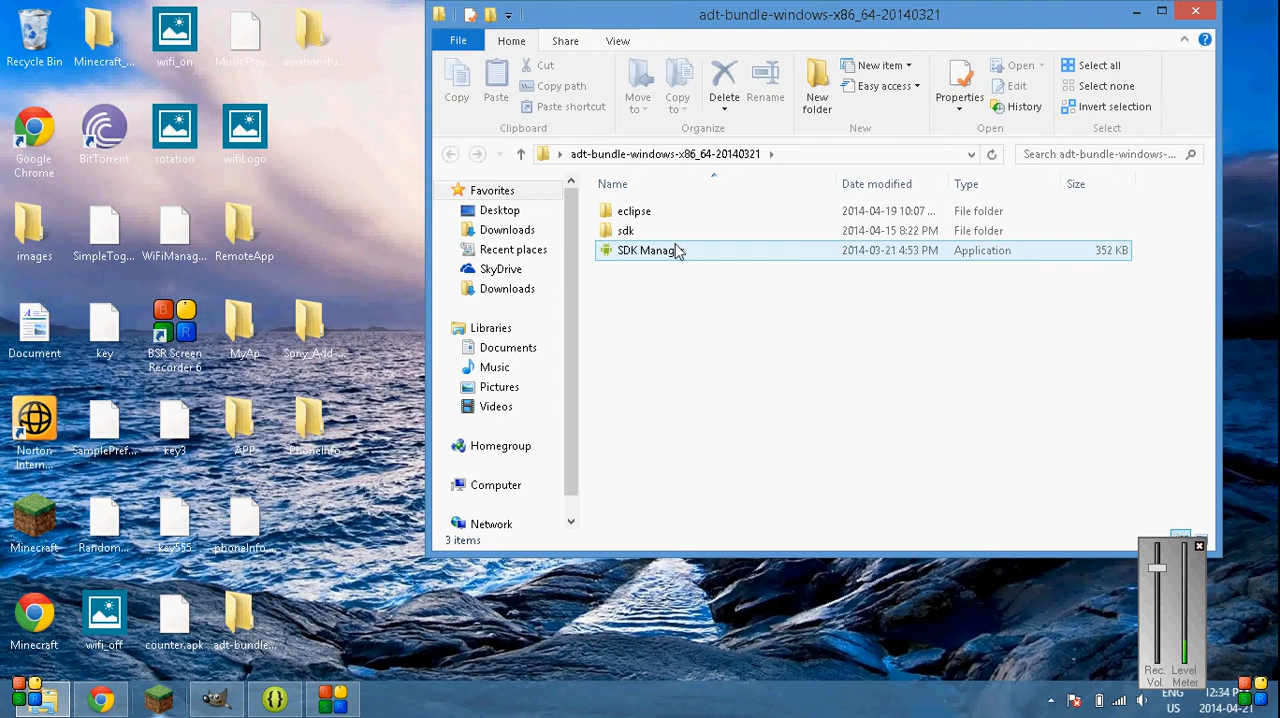 adt-bundle-windows-x86_64-20140321
File
Home
Share
View
Copy
Paste
Cut
Copy path
Paste shortcut
Clipboard
Move to
Copy to
Delete
Rename
Organize
New folder
New item
Easy access
New
Properties
Open
Edit
History
Open
Select all
Select none
Invert selection
Select
adt-bundle-windows-x86_64-20140321
Search adt-bundle-windows-...
Favorites
Desktop
Downloads
Recent places
SkyDrive
Downloads
Libraries
Documents
Music
Pictures
Videos
Homegroup
Computer
Network
3 items
Name Date modified Type Size
eclipse 2014-04-19 10:07 ... File folder
sdk 2014-04-15 8:22 PM File folder
SDK Manag 2014-03-21 4:53 PM Application 352 KB
Recycle Bin
Minecraft_...
wifi_on
MusicPlay...
aviation-fu...
Google Chrome
BitTorrent
rotation
wifiLogo
images
SimpleTog...
WiFiManag...
RemoteApp
Document
key
BSR Screen Recorder 6
MyAp
Sony_Add-...
Norton Intern...
SamplePref...
key3
APP
PhoneInfo
Minecraft
Random...
key555
phoneInfo...
Minecraft
wifi_off
counter.apk
adt-bundle...
Rec. Vol.
Level Meter
ENG
US
12:34 P
2014-04-21